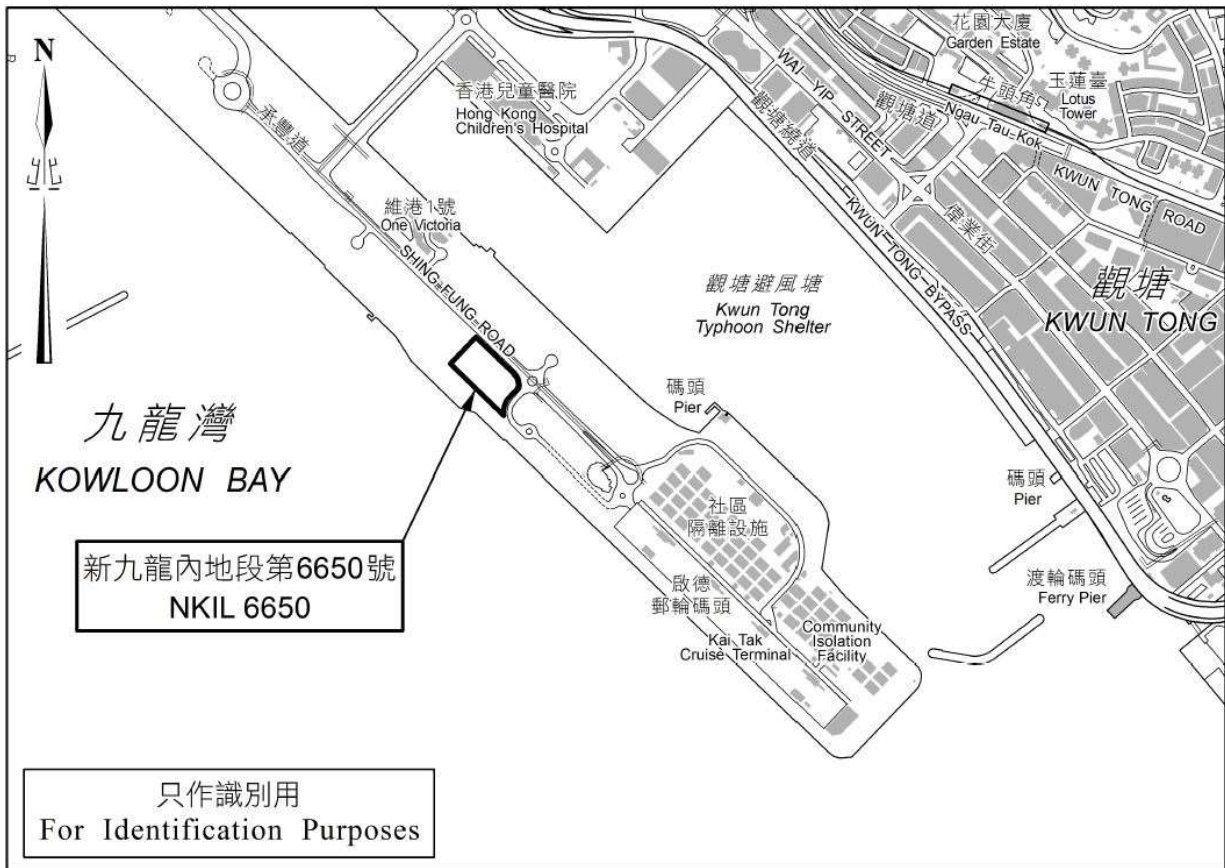 N
花園大廈
Garden Estate
玉蓮臺
Lotus
Tower
牛頭角
Ngau Tau Kok
觀塘道
KWUN TONG ROAD
WAI YIP STREET
偉業街
觀塘繞道
KWUN TONG BYPASS
香港兒童醫院
Hong Kong
Children's Hospital
承豐道
維港1號
One Victoria
SHING FUNG ROAD
觀塘避風塘
Kwun Tong
Typhoon Shelter
觀塘
KWUN TONG
碼頭
Pier
九龍灣
KOWLOON BAY
碼頭
Pier
社區
隔離設施
新九龍內地段第6650號
NKIL 6650
啟德
郵輪碼頭
Kai Tak
Cruise Terminal
Community
Isolation
Facility
渡輪碼頭
Ferry Pier
只作識別用
For Identification Purposes